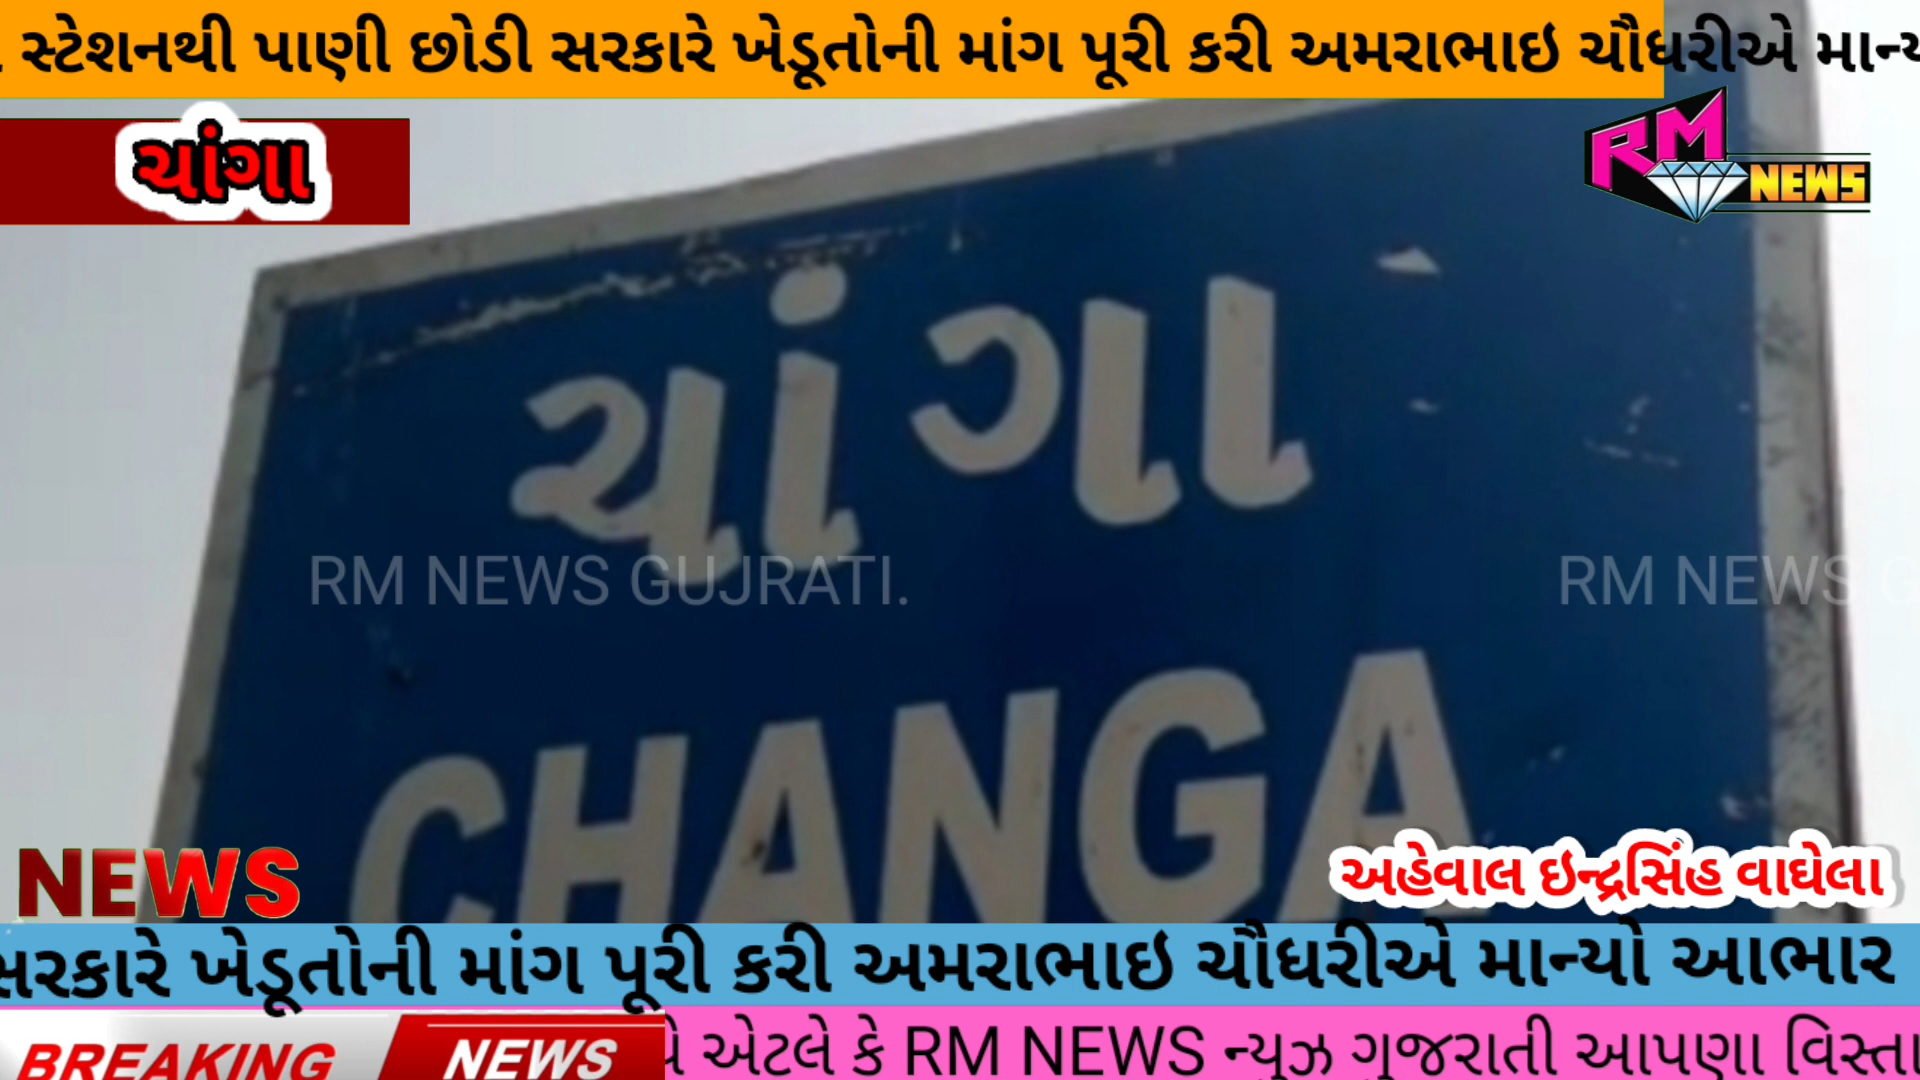 સ્ટેશનથી પાણી છોડી સરકારે ખેડૂતોની માંગ પૂરી કરી અમરાભાઇ ચૌધરીએ
ચાંગા
RM NEWS
ચાંગા
RM NEWS GUJRATI.
RM NEWS
CHANGA
NEWS
અહેવાલ ઇન્દ્રસિંહ વાઘેલા
સરકારે ખેડૂતોની માંગ પૂરી કરી અમરાભાઇ ચૌધરીએ માન્યો આભાર
BREAKING NEWS
એટલે કે RM NEWS ન્યુઝ ગુજરાતી આપણા